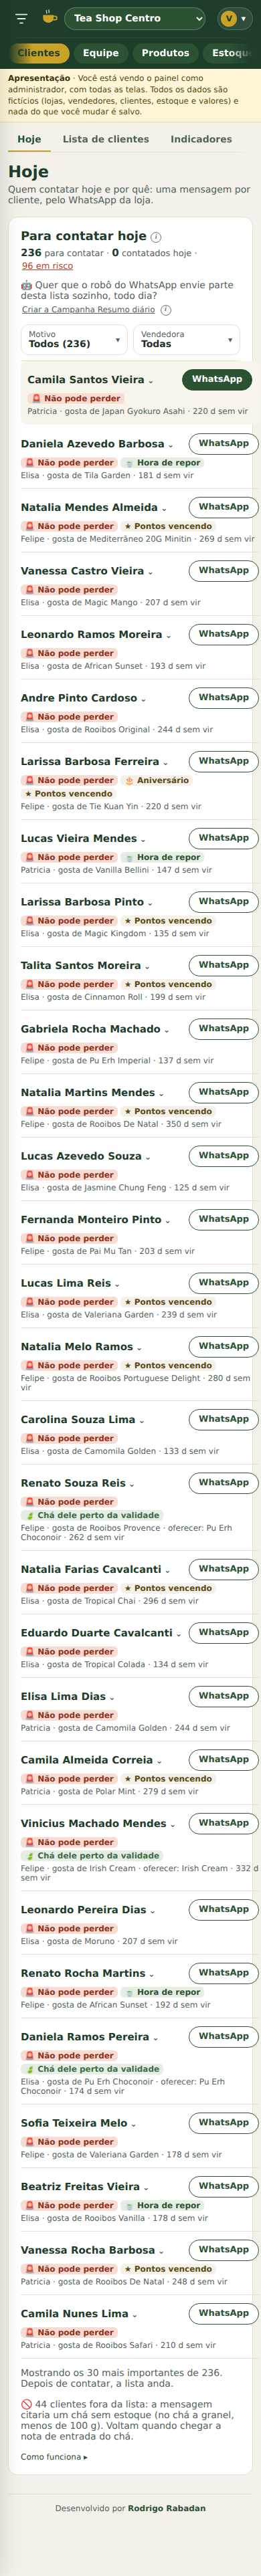 Tea Shop Centro
V
Clientes Equipe Produtos Estoque
Apresentação · Você está vendo o painel como
administrador, com todas as telas. Os dados são
fictícios (lojas, vendedores, clientes, estoque e valores) e
nada do que você mudar é salvo.
Hoje Lista de clientes Indicadores
Hoje
Quem contatar hoje e por quê: uma mensagem por
cliente, pelo WhatsApp da loja.
Para contatar hoje i
236 para contatar · 0 contatados hoje ·
96 em risco
🤖 Quer que o robô do WhatsApp envie parte
desta lista sozinho, todo dia?
Criar a Campanha Resumo diário i
Motivo
Todos (236)
Vendedora
Todas
Camila Santos Vieira WhatsApp
🚨 Não pode perder
Patricia · gosta de Japan Gyokuro Asahi · 220 d sem vir
Daniela Azevedo Barbosa WhatsApp
🚨 Não pode perder 🍵 Hora de repor
Elisa · gosta de Tila Garden · 181 d sem vir
Natalia Mendes Almeida WhatsApp
🚨 Não pode perder ★ Pontos vencendo
Felipe · gosta de Mediterrâneo 20G Minitin · 269 d sem vir
Vanessa Castro Vieira WhatsApp
🚨 Não pode perder
Elisa · gosta de Magic Mango · 207 d sem vir
Leonardo Ramos Moreira WhatsApp
🚨 Não pode perder
Elisa · gosta de African Sunset · 193 d sem vir
Andre Pinto Cardoso WhatsApp
🚨 Não pode perder
Elisa · gosta de Rooibos Original · 244 d sem vir
Larissa Barbosa Ferreira WhatsApp
🚨 Não pode perder 🎂 Aniversário
★ Pontos vencendo
Felipe · gosta de Tie Kuan Yin · 220 d sem vir
Lucas Vieira Mendes WhatsApp
🚨 Não pode perder 🍵 Hora de repor
Patricia · gosta de Vanilla Bellini · 147 d sem vir
Larissa Barbosa Pinto WhatsApp
🚨 Não pode perder ★ Pontos vencendo
Elisa · gosta de Magic Kingdom · 135 d sem vir
Talita Santos Moreira WhatsApp
🚨 Não pode perder ★ Pontos vencendo
Elisa · gosta de Cinnamon Roll · 199 d sem vir
Gabriela Rocha Machado WhatsApp
🚨 Não pode perder
Felipe · gosta de Pu Erh Imperial · 137 d sem vir
Natalia Martins Mendes WhatsApp
🚨 Não pode perder ★ Pontos vencendo
Felipe · gosta de Rooibos De Natal · 350 d sem vir
Lucas Azevedo Souza WhatsApp
🚨 Não pode perder
Elisa · gosta de Jasmine Chung Feng · 125 d sem vir
Fernanda Monteiro Pinto WhatsApp
🚨 Não pode perder
Felipe · gosta de Pai Mu Tan · 203 d sem vir
Lucas Lima Reis WhatsApp
🚨 Não pode perder ★ Pontos vencendo
Elisa · gosta de Valeriana Garden · 239 d sem vir
Natalia Melo Ramos WhatsApp
🚨 Não pode perder ★ Pontos vencendo
Felipe · gosta de Rooibos Portuguese Delight · 280 d sem
vir
Carolina Souza Lima WhatsApp
🚨 Não pode perder
Elisa · gosta de Camomila Golden · 133 d sem vir
Renato Souza Reis WhatsApp
🚨 Não pode perder
🍃 Chá dele perto da validade
Felipe · gosta de Rooibos Provence · oferecer: Pu Erh
Choconoir · 262 d sem vir
Natalia Farias Cavalcanti WhatsApp
🚨 Não pode perder ★ Pontos vencendo
Elisa · gosta de Tropical Chai · 296 d sem vir
Eduardo Duarte Cavalcanti WhatsApp
🚨 Não pode perder
Elisa · gosta de Tropical Colada · 134 d sem vir
Elisa Lima Dias WhatsApp
🚨 Não pode perder
Patricia · gosta de Camomila Golden · 244 d sem vir
Camila Almeida Correia WhatsApp
🚨 Não pode perder ★ Pontos vencendo
Patricia · gosta de Polar Mint · 279 d sem vir
Vinicius Machado Mendes WhatsApp
🚨 Não pode perder
🍃 Chá dele perto da validade
Felipe · gosta de Irish Cream · oferecer: Irish Cream · 332 d
sem vir
Leonardo Pereira Dias WhatsApp
🚨 Não pode perder
Elisa · gosta de Moruno · 207 d sem vir
Renato Rocha Martins WhatsApp
🚨 Não pode perder 🍵 Hora de repor
Felipe · gosta de African Sunset · 192 d sem vir
Daniela Ramos Pereira WhatsApp
🚨 Não pode perder
🍃 Chá dele perto da validade
Elisa · gosta de Pu Erh Choconoir · oferecer: Pu Erh
Choconoir · 174 d sem vir
Sofia Teixeira Melo WhatsApp
🚨 Não pode perder
Felipe · gosta de Valeriana Garden · 178 d sem vir
Beatriz Freitas Vieira WhatsApp
🚨 Não pode perder 🍵 Hora de repor
Elisa · gosta de Rooibos Vanilla · 178 d sem vir
Vanessa Rocha Barbosa WhatsApp
🚨 Não pode perder ★ Pontos vencendo
Patricia · gosta de Rooibos De Natal · 248 d sem vir
Camila Nunes Lima WhatsApp
🚨 Não pode perder
Patricia · gosta de Rooibos Safari · 210 d sem vir
Mostrando os 30 mais importantes de 236.
Depois de contatar, a lista anda.
🚫 44 clientes fora da lista: a mensagem
citaria um chá sem estoque (no chá a granel,
menos de 100 g). Voltam quando chegar a
nota de entrada do chá.
Como funciona ▸
Desenvolvido por Rodrigo Rabadan